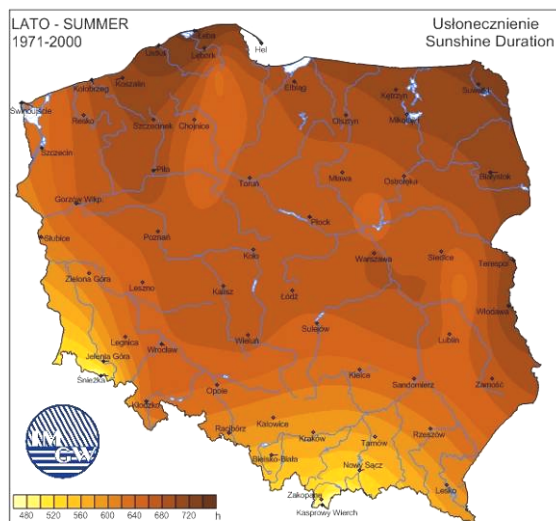 LATO - SUMMER
1971-2000
Usłonecznienie
Sunshine Duration
Łeba
Hel
Ustka
Lębork
Koszalin
Kołobrzeg
Elbląg
Kętrzyn
Suwałki
Świnoujście
Resko
Szczecinek
Chojnice
Olsztyn
Mikołajki
Szczecin
Piła
Toruń
Mława
Ostrołęka
Białystok
Gorzów Wlkp.
Płock
Słubice
Poznań
Koło
Warszawa
Siedlce
Terespol
Zielona Góra
Leszno
Kalisz
Łódź
Włodawa
Legnica
Wrocław
Wieluń
Sulejów
Lublin
Jelenia Góra
Śnieżka
Kielce
Sandomierz
Zamość
Kłodzko
Opole
Racibórz
Katowice
Kraków
Tarnów
Rzeszów
Bielsko-Biała
Nowy Sącz
Lesko
Zakopane
Kasprowy Wierch
IM
GW
480 520 560 600 640 680 720 h